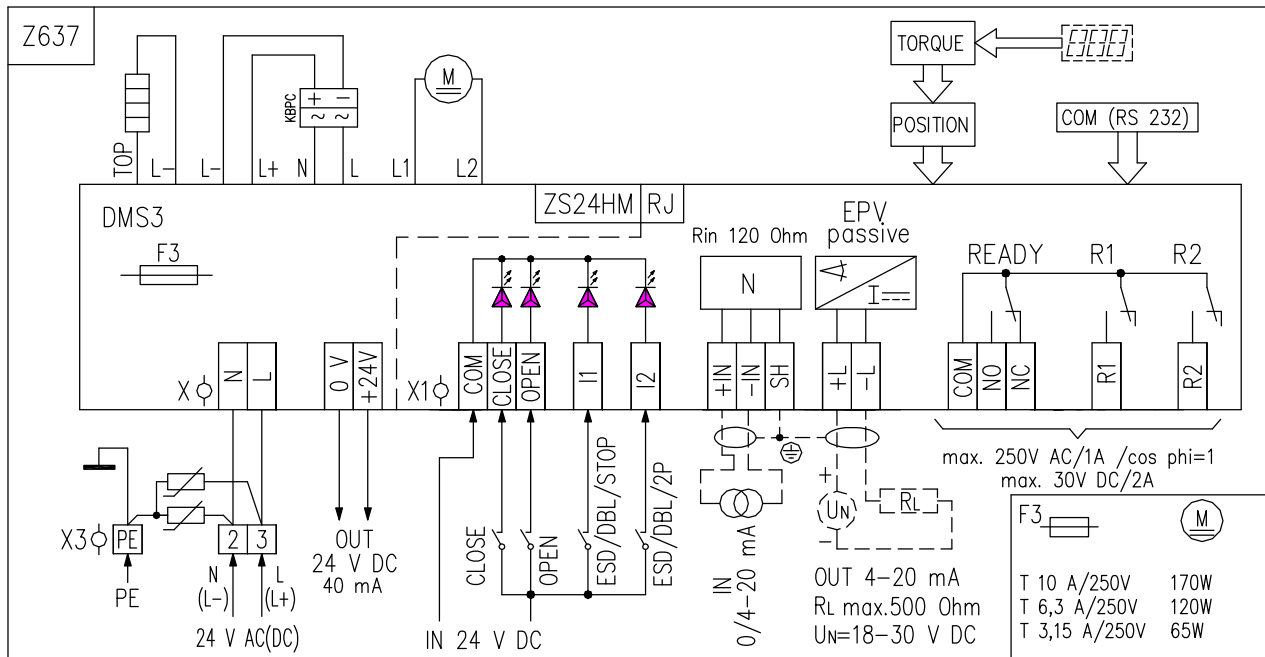 Z637
TORQUE
POSITION
COM (RS 232)
M
KBPC
+ −
~ ~
TOP
L−
L−
L+
N
L
L1
L2
DMS3
ZS24HM
RJ
F3
Rin 120 Ohm
EPV
passive
N
I
READY
R1
R2
X
N
L
0 V
+24V
X1
COM
CLOSE
OPEN
I1
I2
+IN
-IN
SH
+L
-L
COM
NO
NC
R1
R2
max. 250V AC/1A /cos phi=1
max. 30V DC/2A
X3
PE
2
3
PE
N
(L−)
L
(L+)
24 V AC(DC)
OUT
24 V DC
40 mA
CLOSE
OPEN
ESD/DBL/STOP
ESD/DBL/2P
IN 24 V DC
IN
0/4−20 mA
+
UN
−
RL
OUT 4−20 mA
RL max.500 Ohm
UN=18−30 V DC
F3
M
T 10 A/250V 170W
T 6,3 A/250V 120W
T 3,15 A/250V 65W